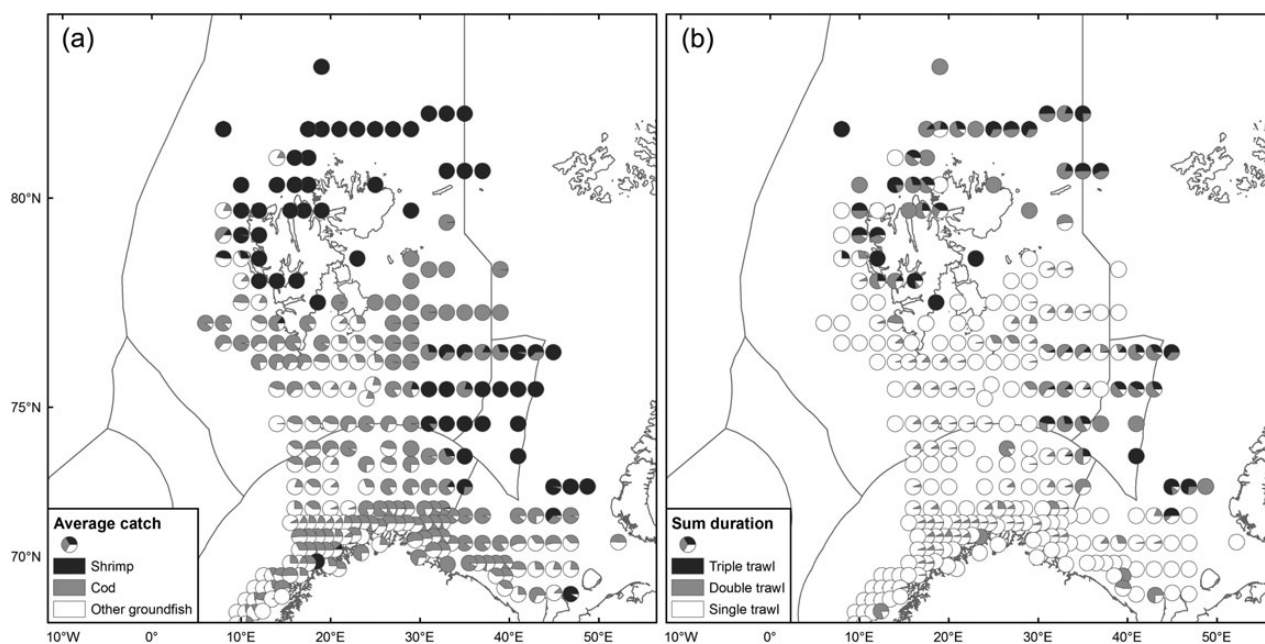 (a)
(b)
80°N
75°N
70°N
Average catch
Shrimp
Cod
Other groundfish
Sum duration
Triple trawl
Double trawl
Single trawl
10°W 0° 10°E 20°E 30°E 40°E 50°E
10°W 0° 10°E 20°E 30°E 40°E 50°E